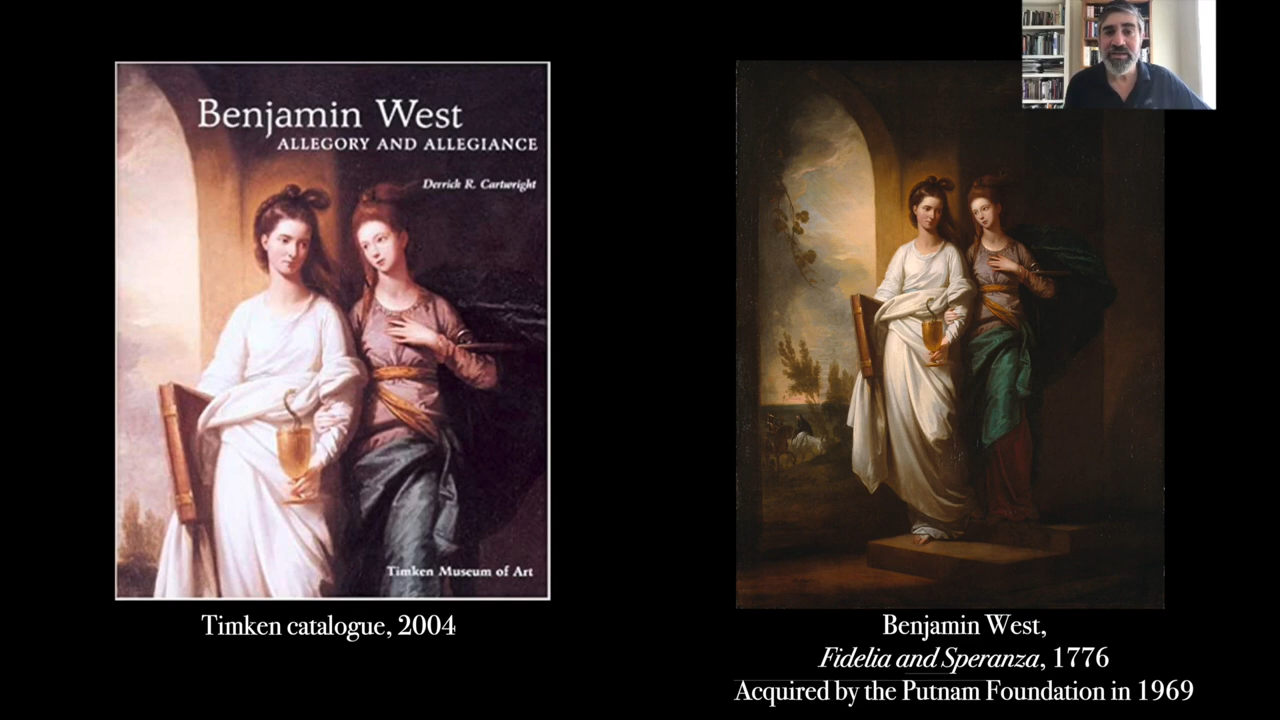 Benjamin West
ALLEGORY AND ALLEGIANCE
Derrick R. Cartwright
Timken Museum of Art
Timken catalogue, 2004
Benjamin West,
Fidelia and Speranza, 1776
Acquired by the Putnam Foundation in 1969